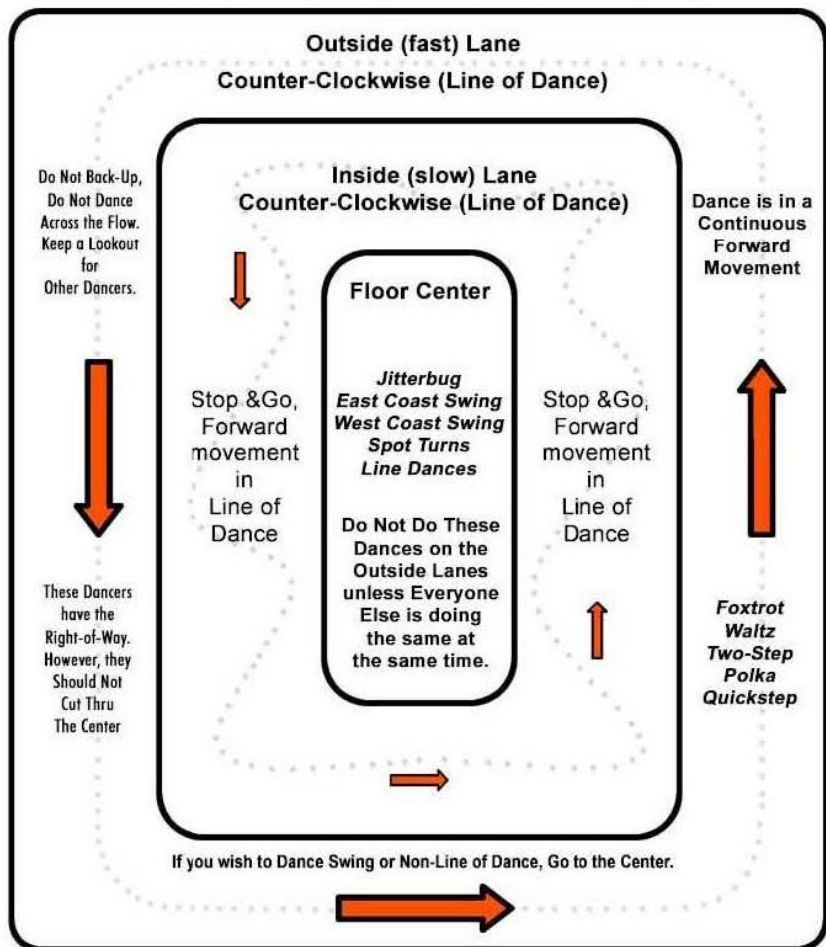 Outside (fast) Lane
Counter-Clockwise (Line of Dance)
Inside (slow) Lane
Counter-Clockwise (Line of Dance)
Do Not Back-Up,
Do Not Dance
Across the Flow.
Keep a Lookout
for
Other Dancers.
These Dancers
have the
Right-of-Way.
However, they
Should Not
Cut Thru
The Center
Stop &Go,
Forward
movement
in
Line of
Dance
Floor Center
Jitterbug
East Coast Swing
West Coast Swing
Spot Turns
Line Dances
Do Not Do These
Dances on the
Outside Lanes
unless Everyone
Else is doing
the same at
the same time.
Stop &Go,
Forward
movement
in
Line of
Dance
Dance is in a
Continuous
Forward
Movement
Foxtrot
Waltz
Two-Step
Polka
Quickstep
If you wish to Dance Swing or Non-Line of Dance, Go to the Center.